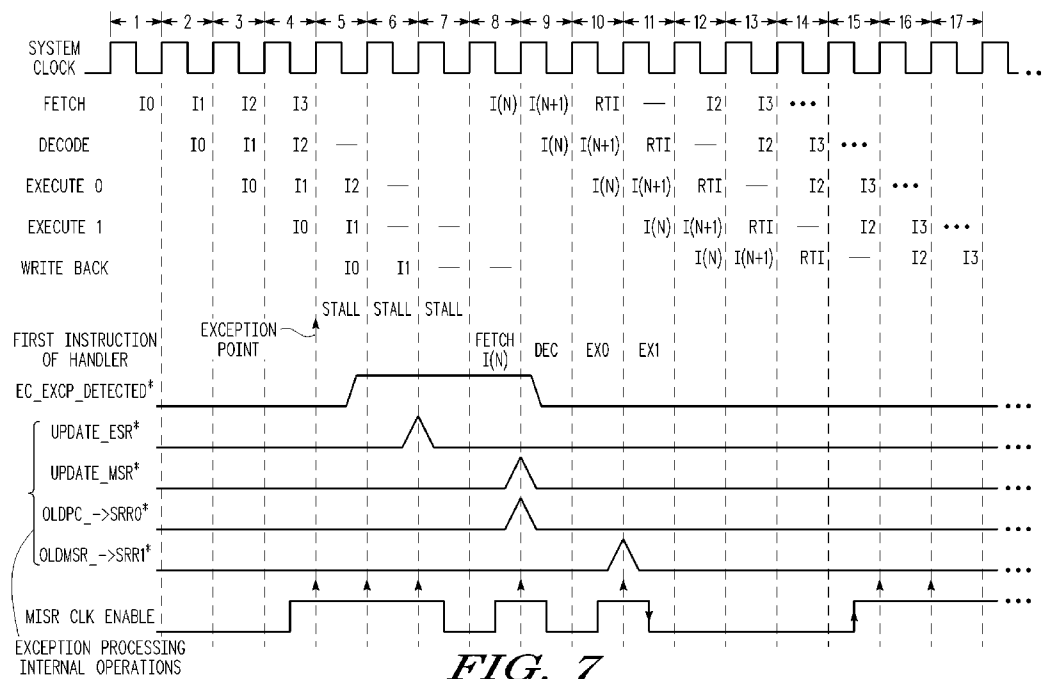 1 2 3 4 5 6 7 8 9 10 11 12 13 14 15 16 17
SYSTEM
CLOCK
FETCH I0 I1 I2 I3 I(N) I(N+1) RTI — I2 I3 •••
DECODE I0 I1 I2 — I(N) I(N+1) RTI — I2 I3 •••
EXECUTE 0 I0 I1 I2 — I(N) I(N+1) RTI — I2 I3 •••
EXECUTE 1 I0 I1 — — I(N) I(N+1) RTI — I2 I3 •••
WRITE BACK I0 I1 — — I(N) I(N+1) RTI — I2 I3
STALL STALL STALL
EXCEPTION
POINT
FIRST INSTRUCTION
OF HANDLER
FETCH
I(N)
DEC EX0 EX1
EC_EXCP_DETECTED*
UPDATE_ESR*
UPDATE_MSR*
OLDPC_->SRR0*
OLDMSR_->SRR1*
MISR CLK ENABLE
EXCEPTION PROCESSING
INTERNAL OPERATIONS
FIG. 7